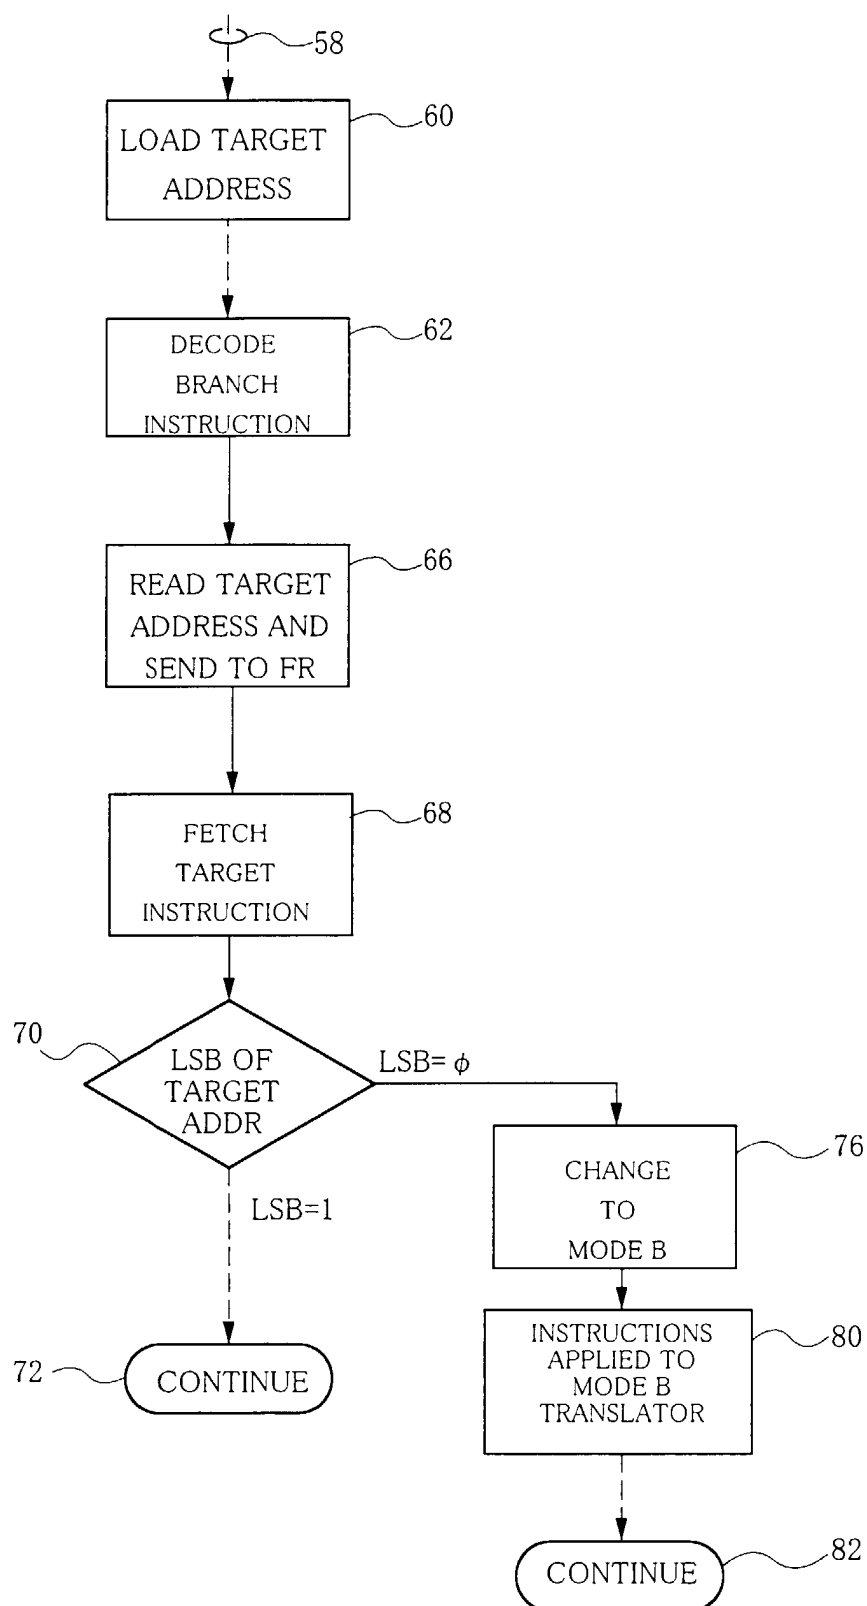 58
LOAD TARGET
ADDRESS
60
DECODE
BRANCH
INSTRUCTION
62
READ TARGET
ADDRESS AND
SEND TO FR
66
FETCH
TARGET
INSTRUCTION
68
70
LSB OF
TARGET
ADDR
LSB= ϕ
LSB=1
CHANGE
TO
MODE B
76
INSTRUCTIONS
APPLIED TO
MODE B
TRANSLATOR
80
72
CONTINUE
CONTINUE
82